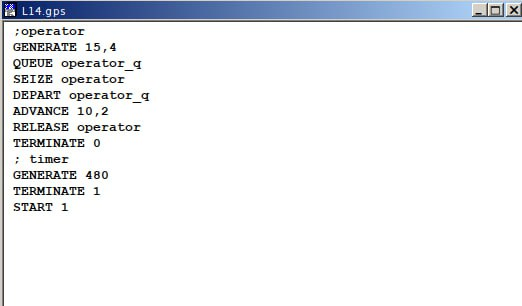 L14.gps
;operator
GENERATE 15,4
QUEUE operator_q
SEIZE operator
DEPART operator_q
ADVANCE 10,2
RELEASE operator
TERMINATE 0
; timer
GENERATE 480
TERMINATE 1
START 1